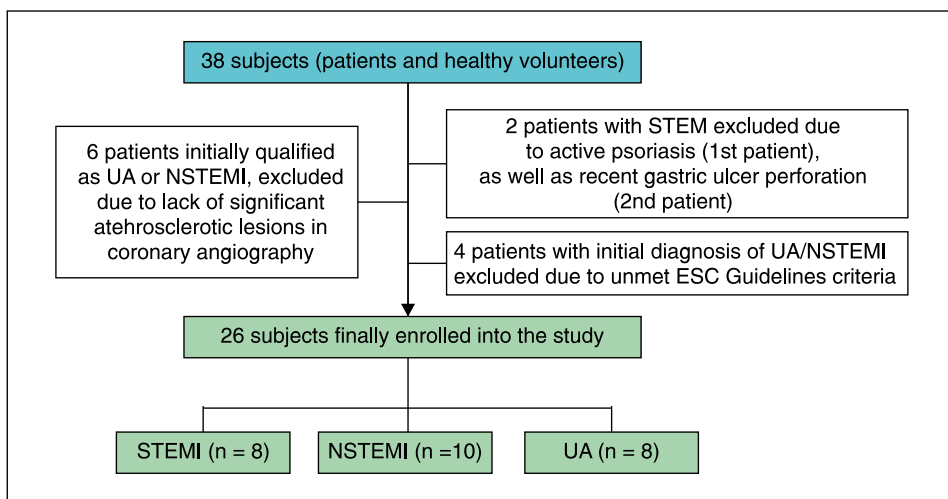 38 subjects (patients and healthy volunteers)
6 patients initially qualified
as UA or NSTEMI, excluded
due to lack of significant
atehrosclerotic lesions in
coronary angiography
2 patients with STEM excluded due
to active psoriasis (1st patient),
as well as recent gastric ulcer perforation
(2nd patient)
4 patients with initial diagnosis of UA/NSTEMI
excluded due to unmet ESC Guidelines criteria
26 subjects finally enrolled into the study
STEMI (n = 8)
NSTEMI (n =10)
UA (n = 8)